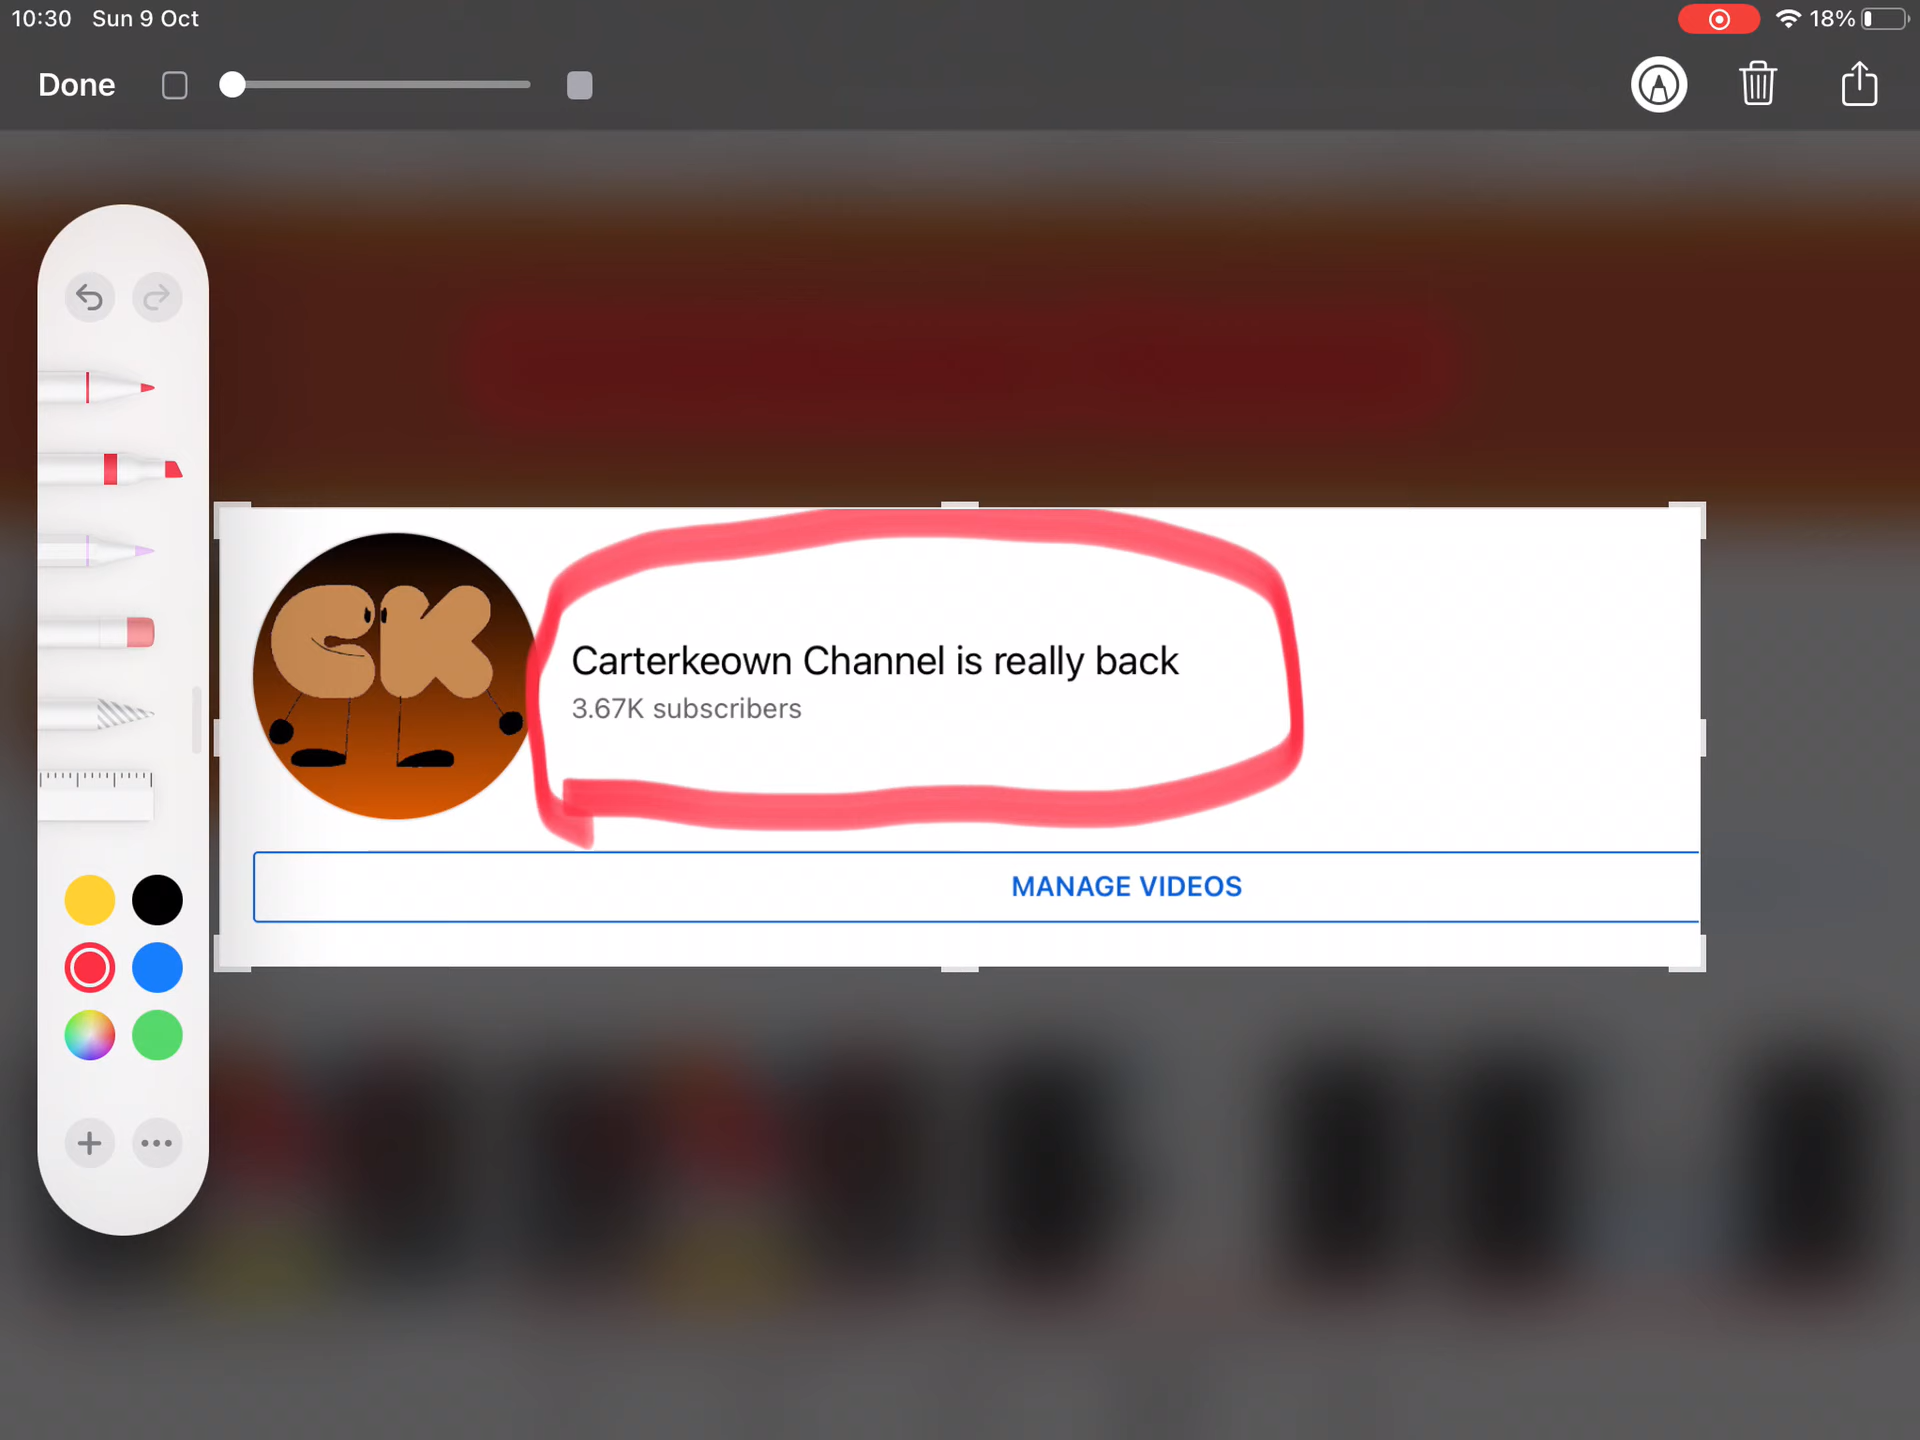 10:30 Sun 9 Oct
18%
Done
CK
Carterkeown Channel is really back
3.67K subscribers
MANAGE VIDEOS